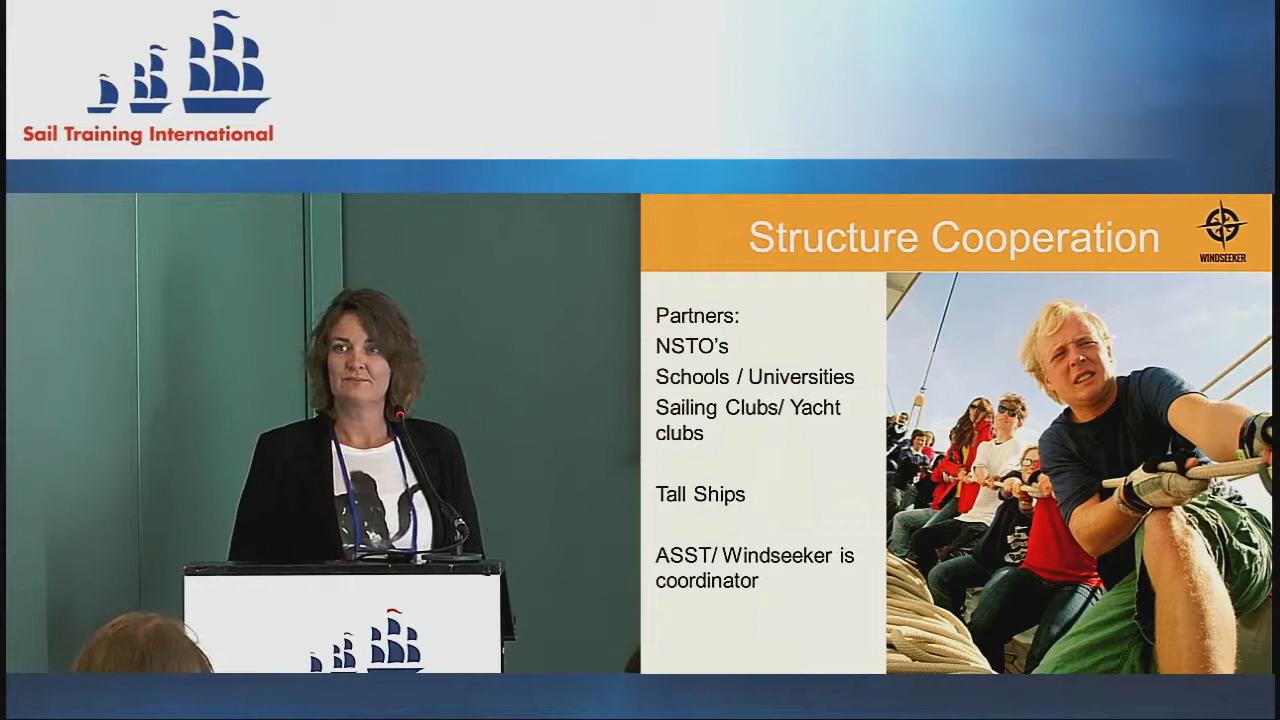 Sail Training International
Structure Cooperation
WINDSEEKER
Partners:
NSTO's
Schools / Universities
Sailing Clubs/ Yacht
clubs
Tall Ships
ASST/ Windseeker is
coordinator